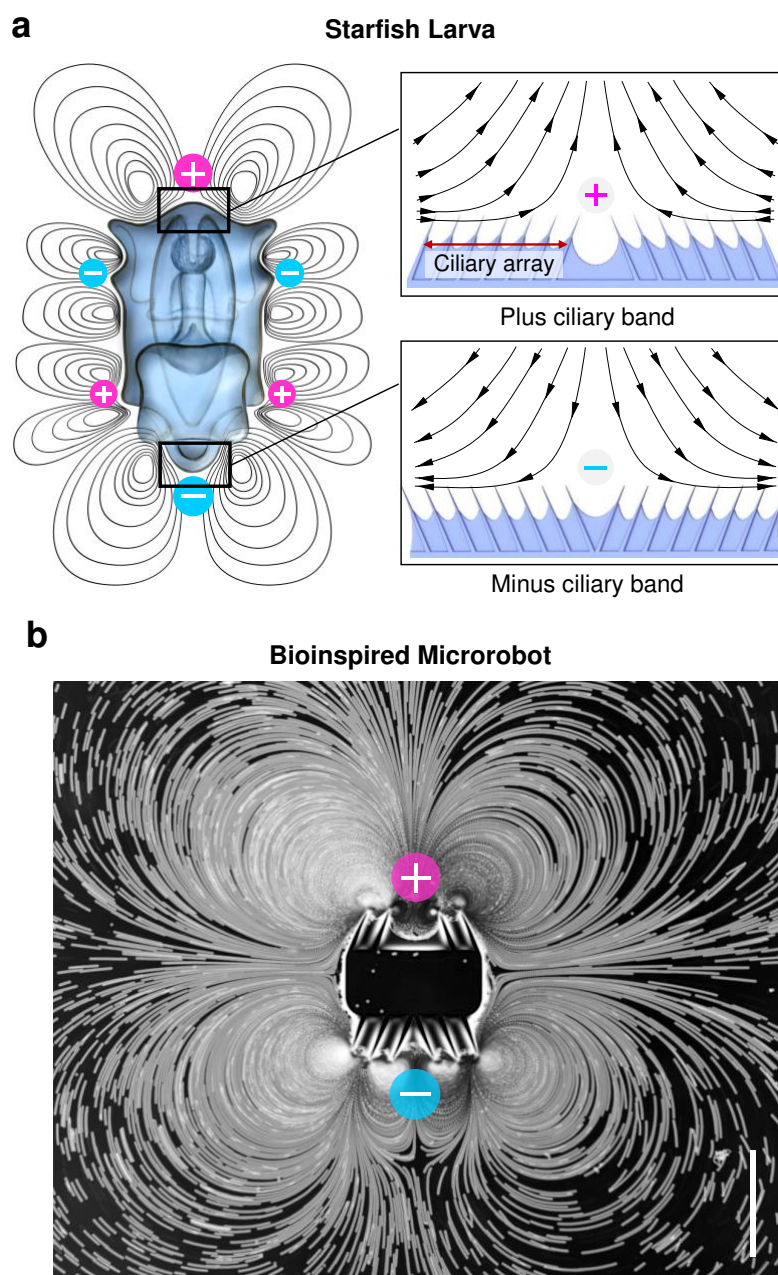 a
Starfish Larva
+
+
− −
Ciliary array
Plus ciliary band
+ +
−
−
Minus ciliary band
b
Bioinspired Microrobot
+
−